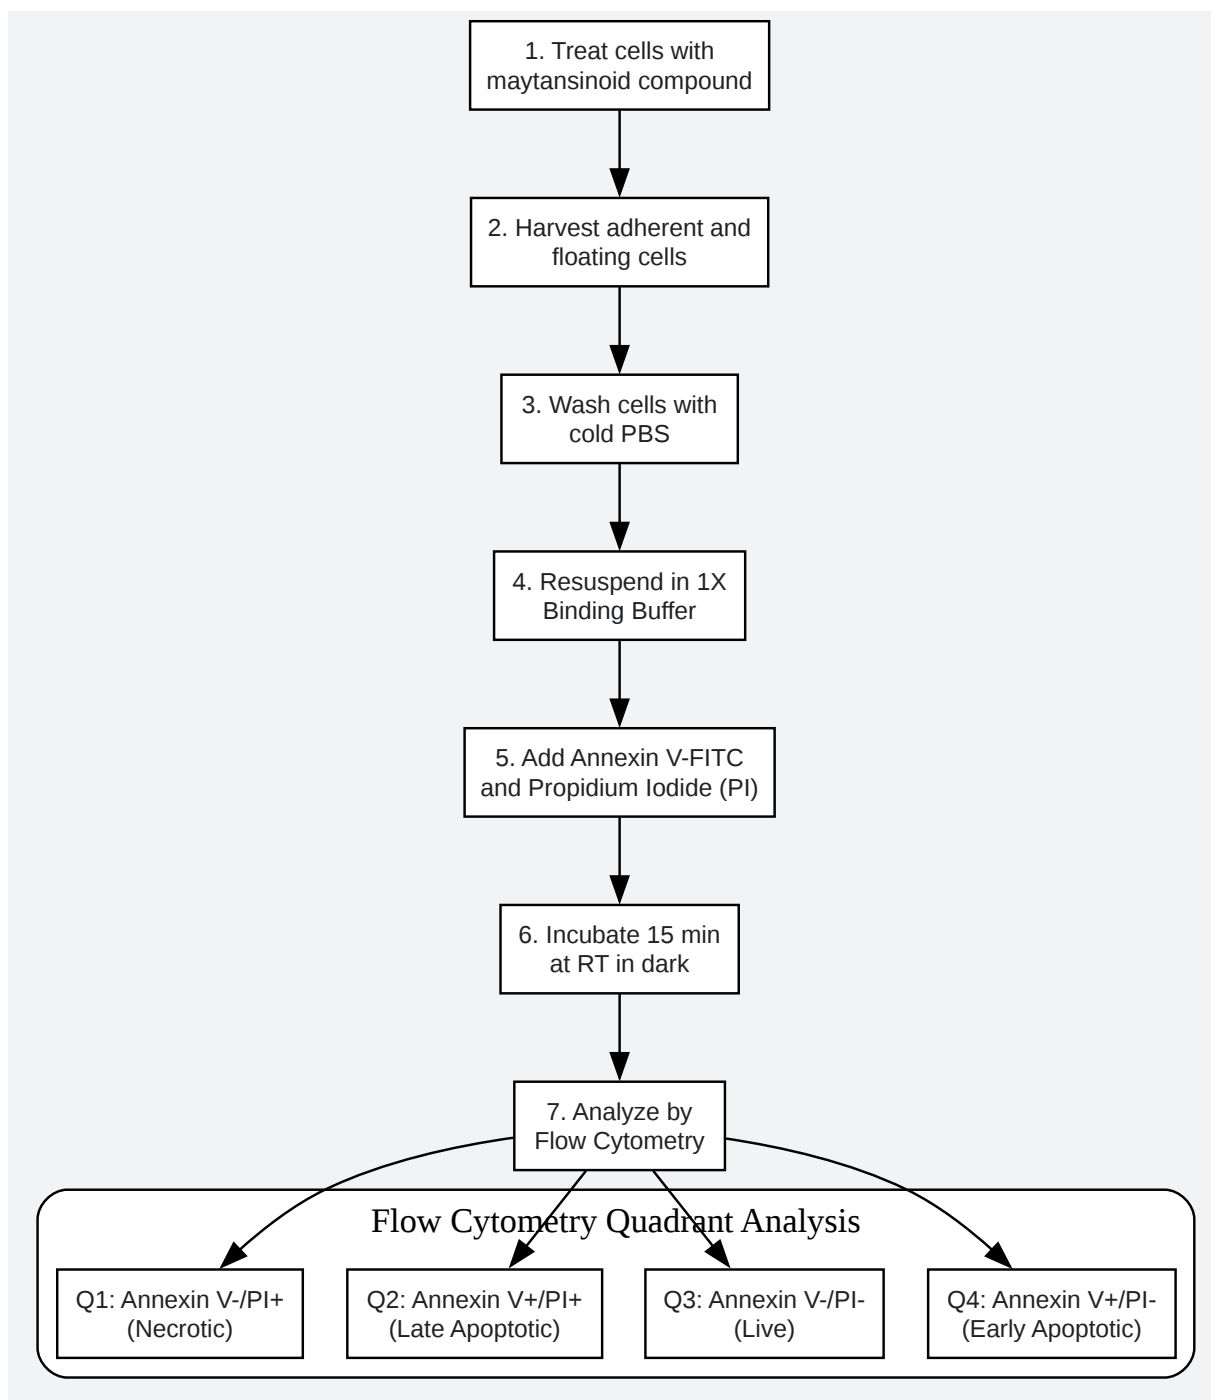 1. Treat cells with
maytansinoid compound
2. Harvest adherent and
floating cells
3. Wash cells with
cold PBS
4. Resuspend in 1X
Binding Buffer
5. Add Annexin V-FITC
and Propidium Iodide (PI)
6. Incubate 15 min
at RT in dark
7. Analyze by
Flow Cytometry
Flow Cytometry Quadrant Analysis
Q1: Annexin V-/PI+
(Necrotic)
Q2: Annexin V+/PI+
(Late Apoptotic)
Q3: Annexin V-/PI-
(Live)
Q4: Annexin V+/PI-
(Early Apoptotic)